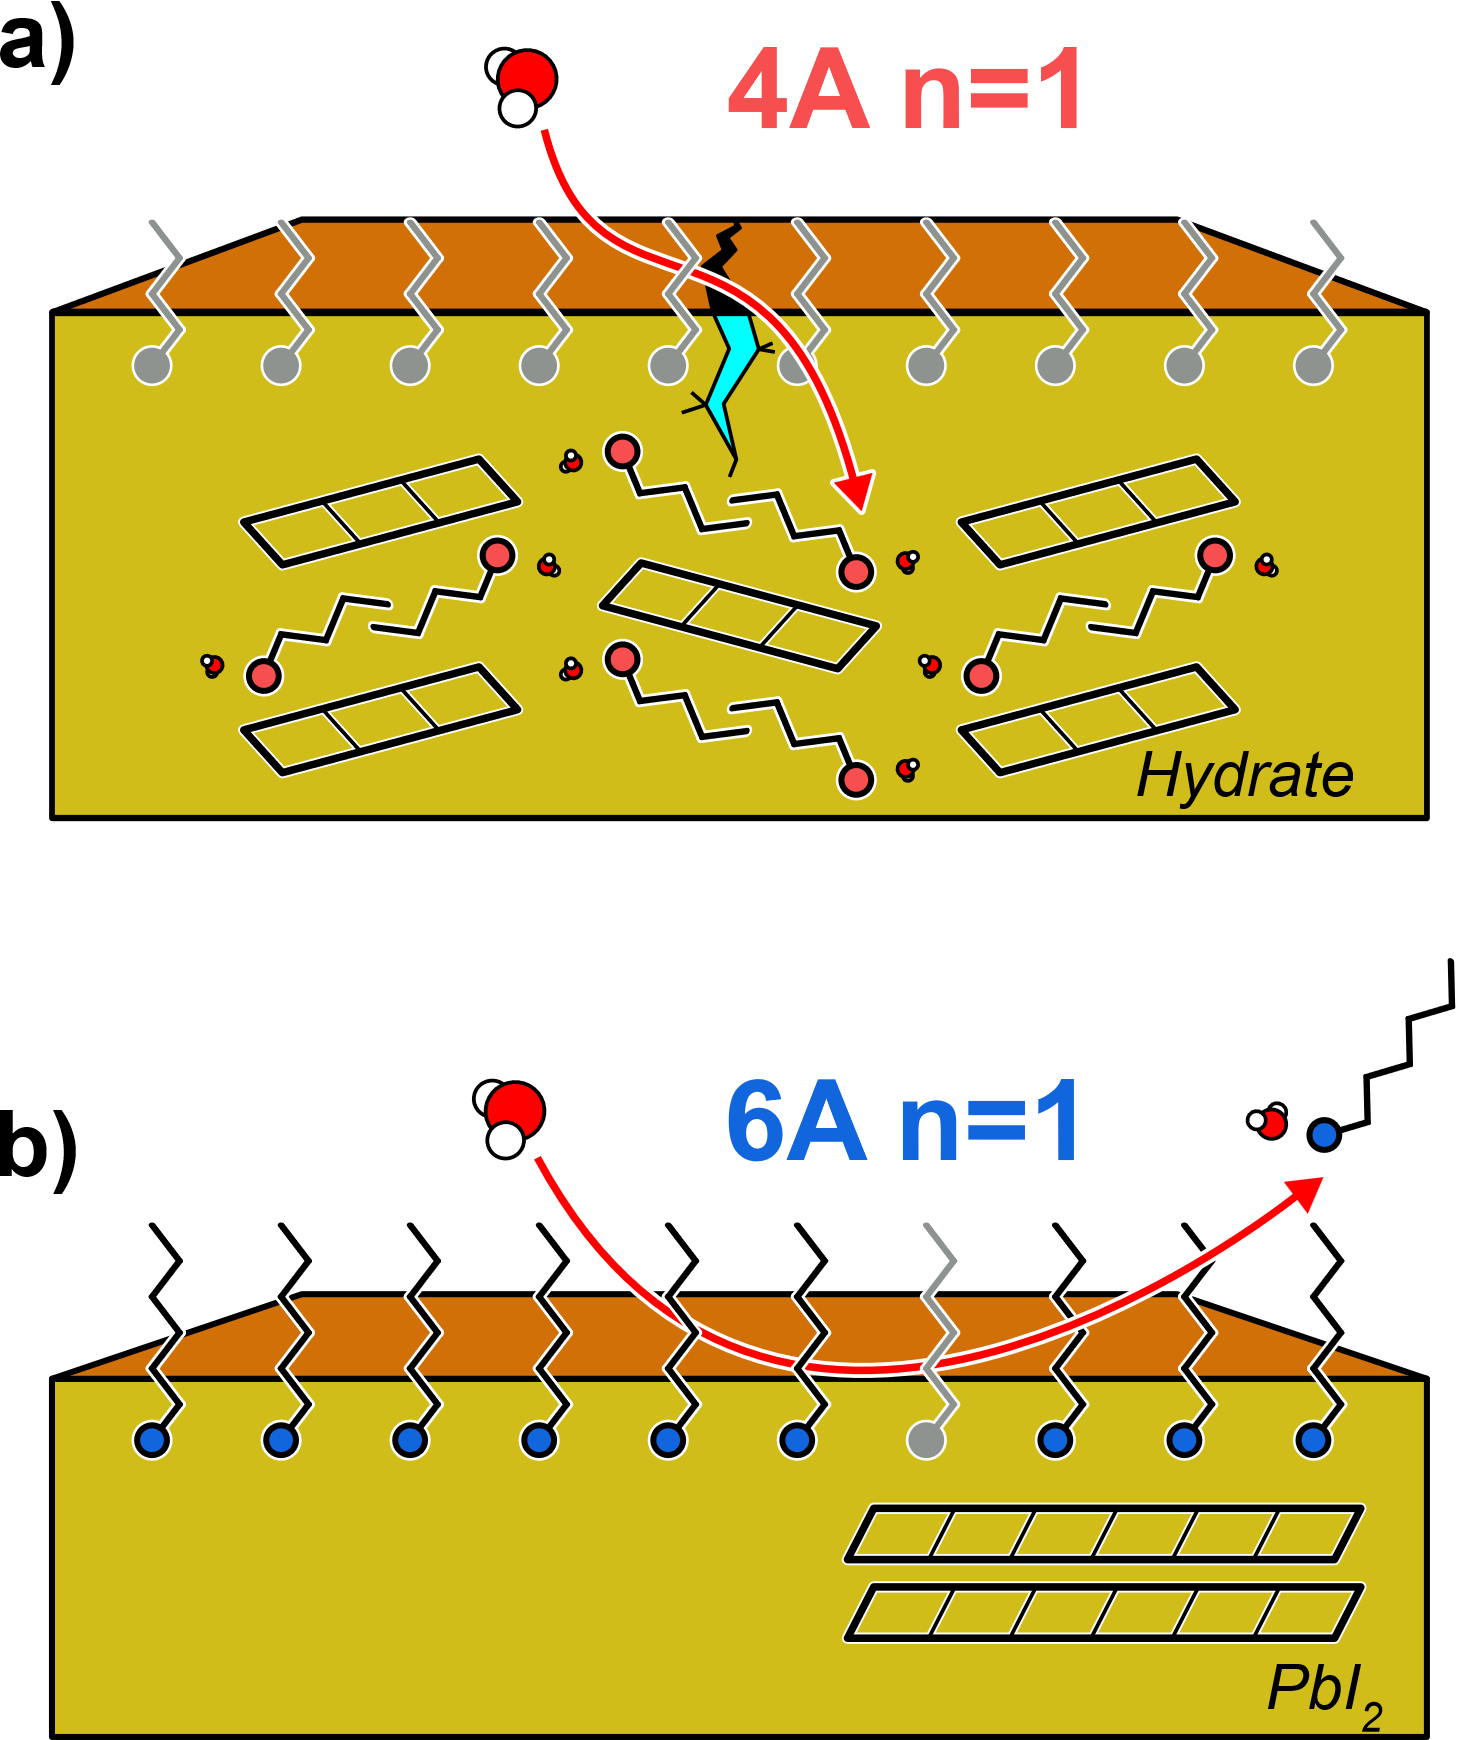 a)
4A n=1
Hydrate
b)
6A n=1
PbI₂